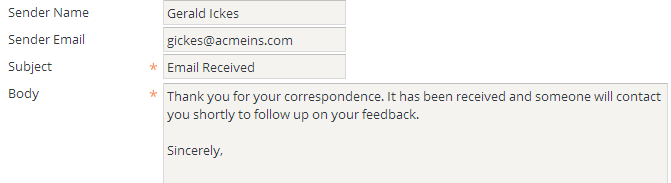 Sender Name Gerald Ickes
Sender Email gickes@acmeins.com
Subject * Email Received
Body * Thank you for your correspondence. It has been received and someone will contact
you shortly to follow up on your feedback.
Sincerely,